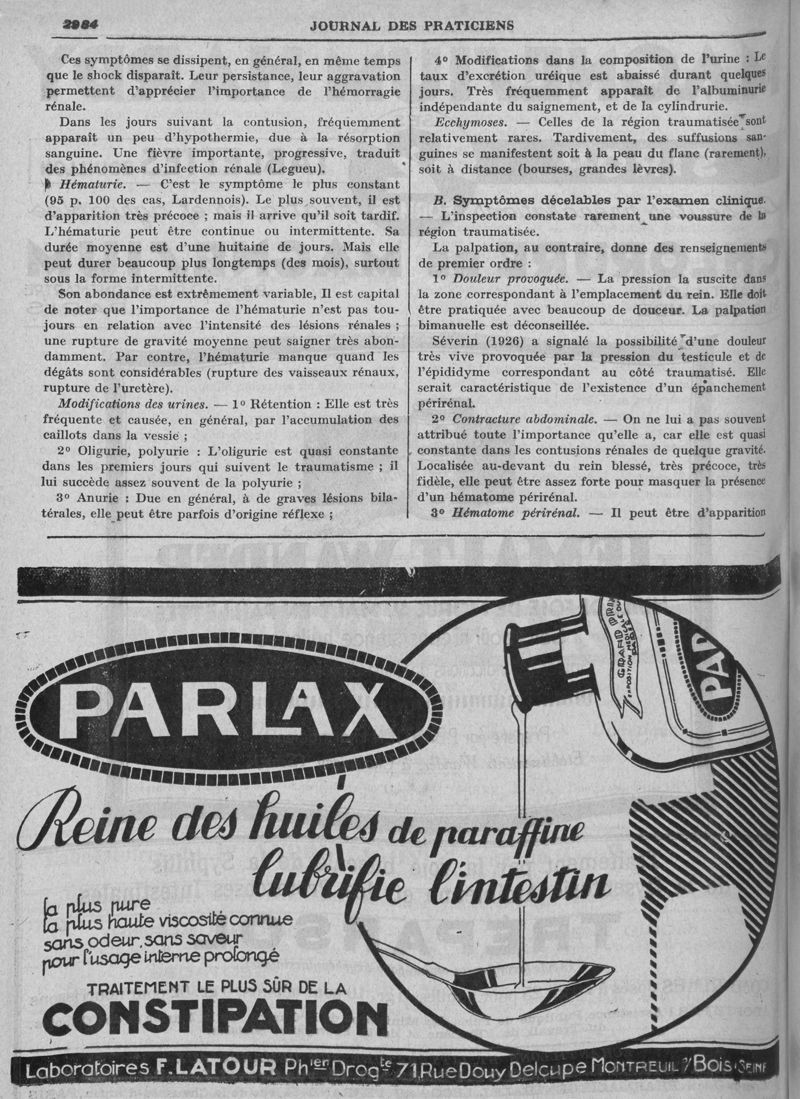 2984
JOURNAL DES PRATICIENS
Ces symptômes se dissipent, en général, en même temps
que le shock disparaît. Leur persistance, leur aggravation
permettent d'apprécier l'importance de l'hémorragie
rénale.
Dans les jours suivant la contusion, fréquemment
apparaît un peu d'hypothermie, due à la résorption
sanguine. Une fièvre importante, progressive, traduit
des phénomènes d'infection rénale (Legueu).
Hématurie. — C'est le symptôme le plus constant
(95 p. 100 des cas, Lardennois). Le plus souvent, il est
d'apparition très précoce ; mais il arrive qu'il soit tardif.
L'hématurie peut être continue ou intermittente. Sa
durée moyenne est d'une huitaine de jours. Mais elle
peut durer beaucoup plus longtemps (des mois), surtout
sous la forme intermittente.
Son abondance est extrêmement variable, Il est capital
de noter que l'importance de l'hématurie n'est pas tou-
jours en relation avec l'intensité des lésions rénales ;
une rupture de gravité moyenne peut saigner très abon-
damment. Par contre, l'hématurie manque quand les
dégâts sont considérables (rupture des vaisseaux rénaux,
rupture de l'uretère).
Modifications des urines. — 1° Rétention : Elle est très
fréquente et causée, en général, par l'accumulation des
caillots dans la vessie ;
2° Oligurie, polyurie : L'oligurie est quasi constante
dans les premiers jours qui suivent le traumatisme ; il
lui succède assez souvent de la polyurie ;
3° Anurie : Due en général, à de graves lésions bila-
térales, elle peut être parfois d'origine réflexe ;
4° Modifications dans la composition de l'urine : Le
taux d'excrétion uréique est abaissé durant quelques
jours. Très fréquemment apparaît de l'albuminurie
indépendante du saignement, et de la cylindrurie.
Ecchymoses. — Celles de la région traumatisée sont
relativement rares. Tardivement, des suffusions san-
guines se manifestent soit à la peau du flanc (rarement),
soit à distance (bourses, grandes lèvres).
B. Symptômes décelables par l'examen clinique.
— L'inspection constate rarement une voussure de la
région traumatisée.
La palpation, au contraire, donne des renseignements
de premier ordre :
1° Douleur provoquée. — La pression la suscite dans
la zone correspondant à l'emplacement du rein. Elle doit
être pratiquée avec beaucoup de douceur. La palpation
bimanuelle est déconseillée.
Séverin (1926) a signalé la possibilité d'une douleur
très vive provoquée par la pression du testicule et de
l'épididyme correspondant au côté traumatisé. Elle
serait caractéristique de l'existence d'un épanchement
périrénal.
2° Contracture abdominale. — On ne lui a pas souvent
attribué toute l'importance qu'elle a, car elle est quasi
constante dans les contusions rénales de quelque gravité.
Localisée au-devant du rein blessé, très précoce, très
fidèle, elle peut être assez forte pour masquer la présence
d'un hématome périrénal.
3° Hématome périrénal. — Il peut être d'apparition
GRAND PRIX
EXPOSITION
PAR
PARLAX
Reine des huiles de paraffine
lubrifie l'intestin
la plus pure
la plus haute viscosité connue
sans odeur, sans saveur
pour l'usage interne prolongé
TRAITEMENT LE PLUS SÛR DE LA
CONSTIPATION
Laboratoires F. LATOUR Phien Drogte 71, Rue Douy Delcupe MONTREUIL s/ Bois (SEINE